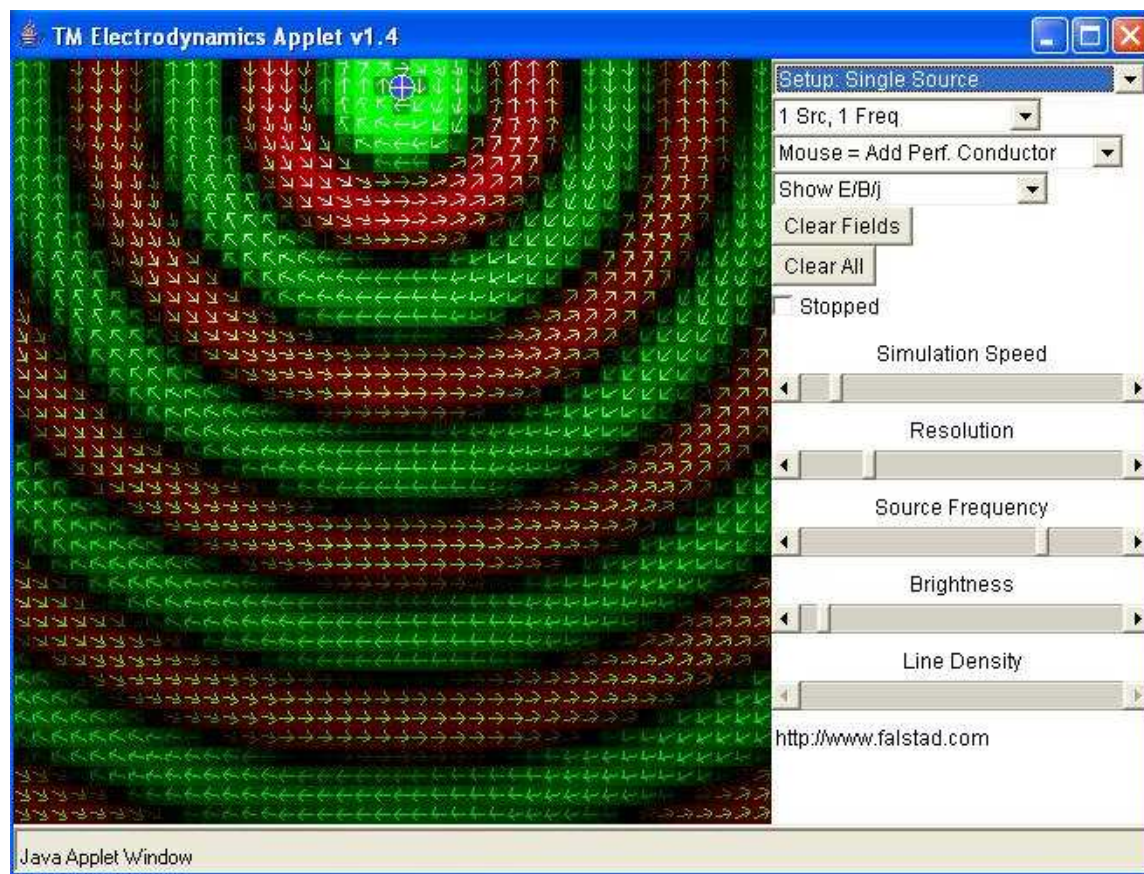 TM Electrodynamics Applet v1.4
Setup: Single Source
1 Src, 1 Freq
Mouse = Add Perf. Conductor
Show E/B/j
Clear Fields
Clear All
Stopped
Simulation Speed
Resolution
Source Frequency
Brightness
Line Density
http://www.falstad.com
Java Applet Window